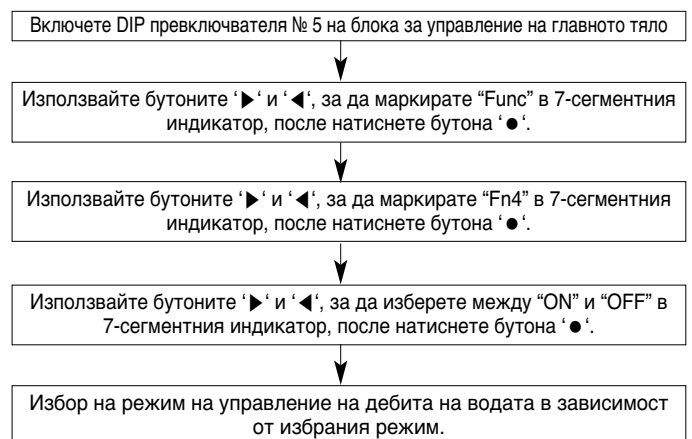 Включете DIP превключвателя № 5 на блока за управление на главното тяло
Използвайте бутоните ‘▶‘ и ‘◀‘, за да маркирате “Func” в 7-сегментния
индикатор, после натиснете бутона ‘●‘.
Използвайте бутоните ‘▶‘ и ‘◀‘, за да маркирате “Fn4” в 7-сегментния
индикатор, после натиснете бутона ‘●‘.
Използвайте бутоните ‘▶‘ и ‘◀‘, за да изберете между “ON” и “OFF” в
7-сегментния индикатор, после натиснете бутона ‘●‘.
Избор на режим на управление на дебита на водата в зависимост
от избрания режим.